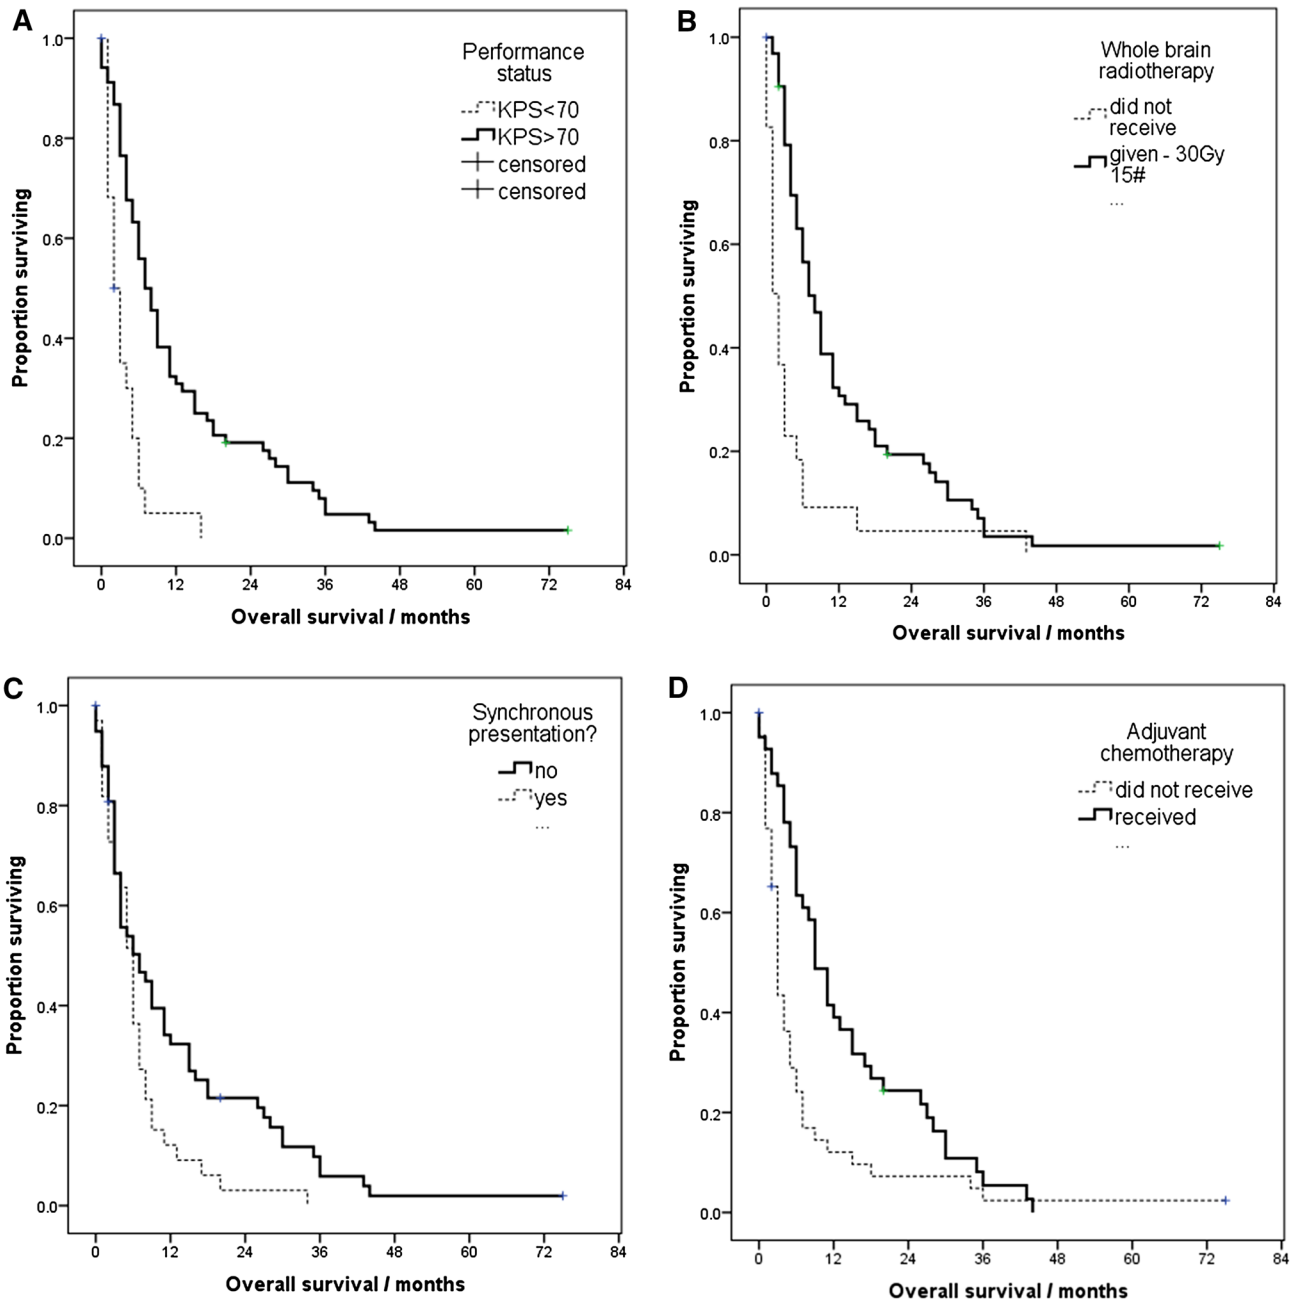 A
Performance
status
KPS<70
KPS>70
censored
censored
1.0
0.8
0.6
0.4
0.2
0.0
Proportion surviving
0 12 24 36 48 60 72 84
Overall survival / months
B
Whole brain
radiotherapy
did not
receive
given - 30Gy
15#
...
1.0
0.8
0.6
0.4
0.2
0.0
Proportion surviving
0 12 24 36 48 60 72 84
Overall survival / months
C
Synchronous
presentation?
no
yes
...
1.0
0.8
0.6
0.4
0.2
0.0
Proportion surviving
0 12 24 36 48 60 72 84
Overall survival / months
D
Adjuvant
chemotherapy
did not receive
received
...
1.0
0.8
0.6
0.4
0.2
0.0
Proportion surviving
0 12 24 36 48 60 72 84
Overall survival / months